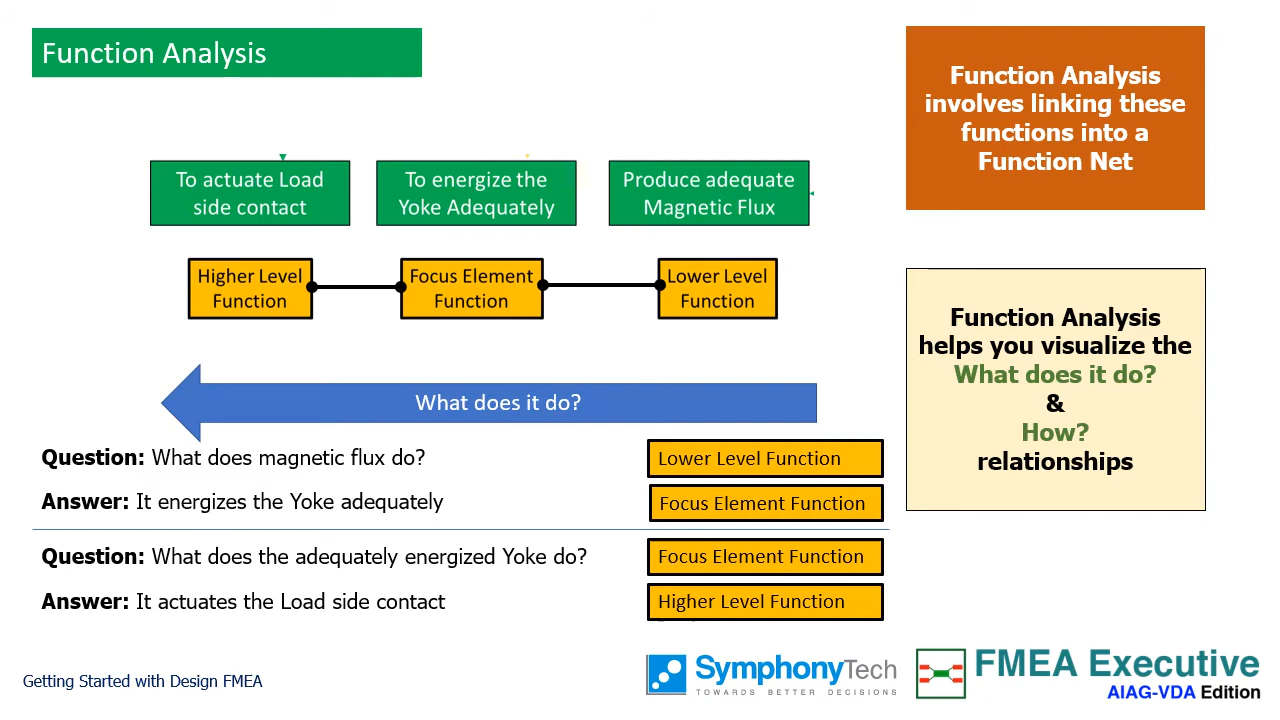 Function Analysis
Function Analysis
involves linking these
functions into a
Function Net
To actuate Load
side contact
To energize the
Yoke Adequately
Produce adequate
Magnetic Flux
Higher Level
Function
Focus Element
Function
Lower Level
Function
Function Analysis
helps you visualize the
What does it do?
&
How?
relationships
What does it do?
Question: What does magnetic flux do?
Lower Level Function
Answer: It energizes the Yoke adequately
Focus Element Function
Question: What does the adequately energized Yoke do?
Focus Element Function
Answer: It actuates the Load side contact
Higher Level Function
Getting Started with Design FMEA
SymphonyTech
TOWARDS BETTER DECISIONS
FMEA Executive
AIAG-VDA Edition